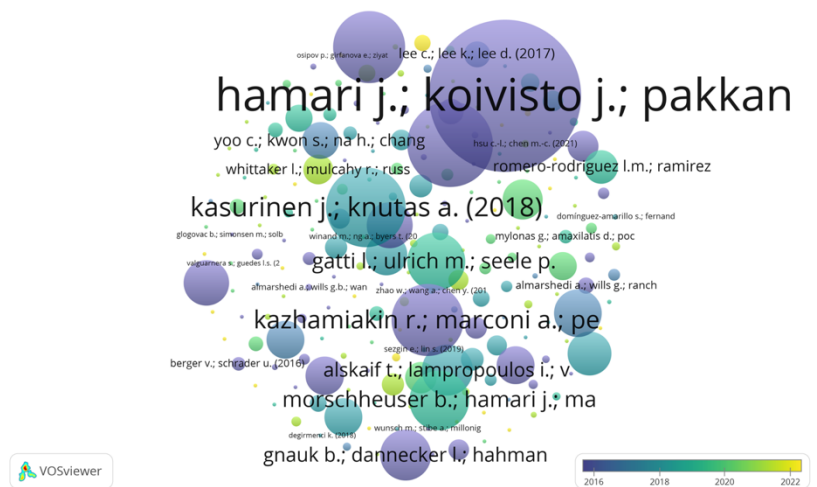 osipov p.; girfanova e.; ziyat
lee c.; lee k.; lee d. (2017)
hamari j.; koivisto j.; pakkan
yoo c.; kwon s.; na h.; chang
hsu c.-l.; chen m.-c. (2021)
whittaker l.; mulcahy r.; russ
romero-rodriguez l.m.; ramirez
kasurinen j.; knutas a. (2018)
domínguez-amarillo s.; fernand
glogovac b.; simonsen m.; solb
winand m.; ng a.; byers t. (20
mylonas g.; amaxilatis d.; poc
valguarnera s.; guedes l.s. (2
gatti l.; ulrich m.; seele p.
almarshedi a.; wills g.b.; wan
zhao w.; wang a.; chen y. (201
almarshedi a.; wills g.; ranch
kazhamiakin r.; marconi a.; pe
sezgin e.; lin s. (2019)
berger v.; schrader u. (2016)
alskaif t.; lampropoulos i.; v
morschheuser b.; hamari j.; ma
wunsch m.; stibe a.; millonig
degirmenci k. (2018)
gnauk b.; dannecker l.; hahman
VOSviewer
2016 2018 2020 2022